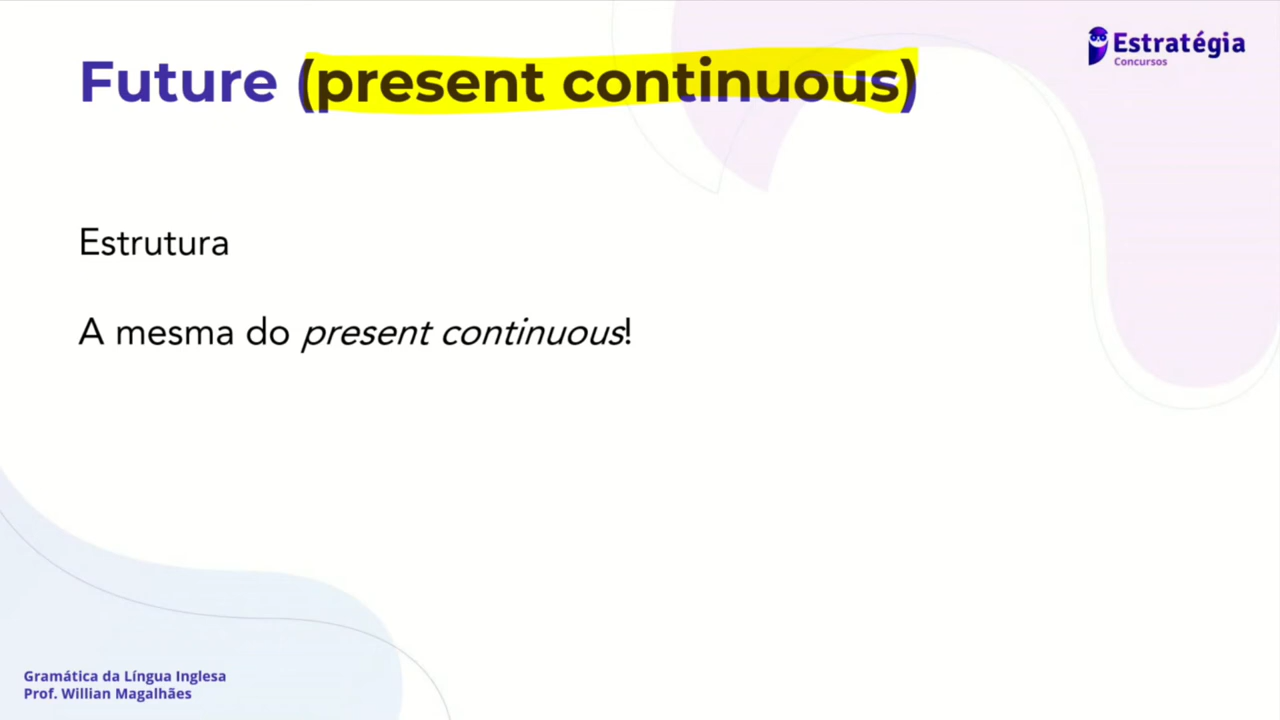 Future (present continuous)
Estratégia
Concursos
Estrutura
A mesma do present continuous!
Gramática da Língua Inglesa
Prof. Willian Magalhães